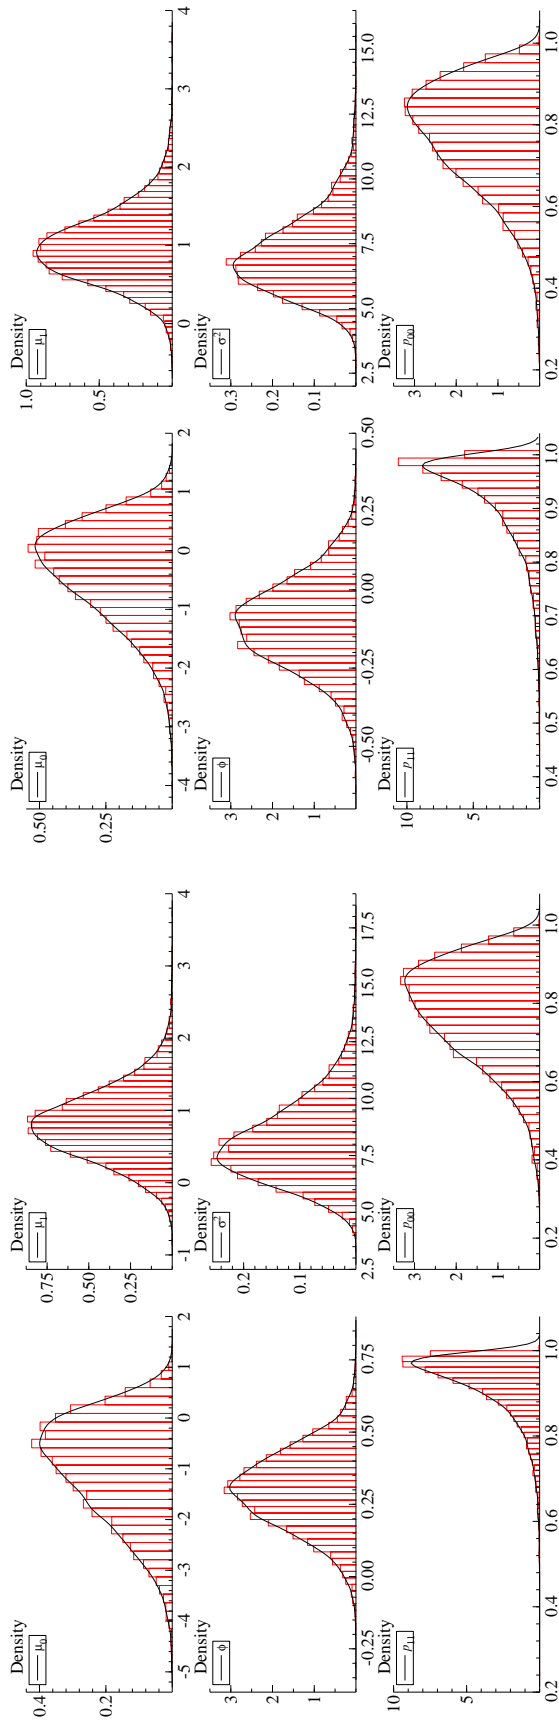 Density
0.4
μ0
0.2
-5 -4 -3 -2 -1 0 1 2
Density
0.75
μ1
0.50
0.25
-1 0 1 2 3 4
Density
0.50
μ0
0.25
-4 -3 -2 -1 0 1 2
Density
1.0
μ1
0.5
0 1 2 3 4
Density
3
ϕ
2
1
-0.25 0.00 0.25 0.50 0.75
Density
σ²
0.2
0.1
2.5 5.0 7.5 10.0 12.5 15.0 17.5
Density
3
ϕ
2
1
-0.50 -0.25 0.00 0.25 0.50
Density
0.3
σ²
0.2
0.1
2.5 5.0 7.5 10.0 12.5 15.0
Density
10
p11
5
0.2 0.4 0.6 0.8 1.0
Density
p00
3
2
1
0.2 0.4 0.6 0.8 1.0
Density
10
p11
5
0.4 0.5 0.6 0.7 0.8 0.9 1.0
Density
p00
3
2
1
0.2 0.4 0.6 0.8 1.0